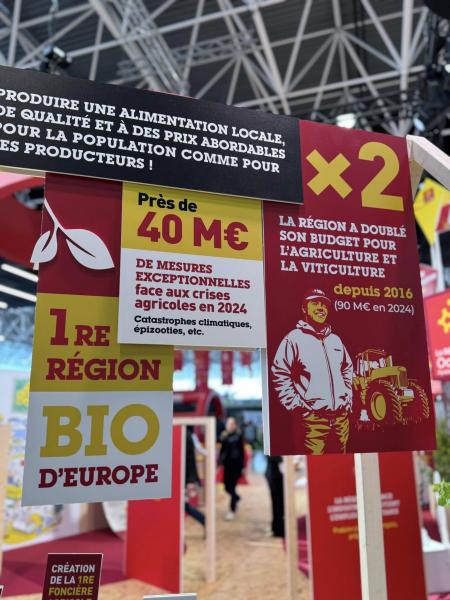 PRODUIRE UNE ALIMENTATION LOCALE,
DE QUALITÉ ET À DES PRIX ABORDABLES
POUR LA POPULATION COMME POUR
ES PRODUCTEURS !
Près de
40 M€
DE MESURES
EXCEPTIONNELLES
face aux crises
agricoles en 2024
Catastrophes climatiques,
épizooties, etc.
×2
LA RÉGION A DOUBLÉ
SON BUDGET POUR
L'AGRICULTURE ET
LA VITICULTURE
depuis 2016
(90 M€ en 2024)
1RE
RÉGION
BIO
D'EUROPE
CRÉATION
DE LA 1RE
FONCIÈRE